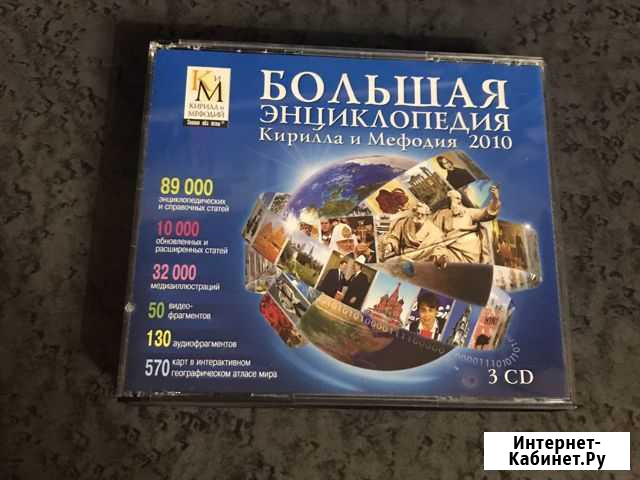 КИ
М
КИРИЛЛ И
МЕФОДИЙ
БОЛЬШАЯ
ЭНЦИКЛОПЕДИЯ
Кирилла и Мефодия 2010
89 000
энциклопедических
и справочных статей
10 000
обновленных и
расширенных статей
32 000
медиаиллюстраций
50 видео-
фрагментов
130 аудиофрагментов
570 карт в интерактивном
географическом атласе мира
3 CD
Интернет-
Кабинет.Ру